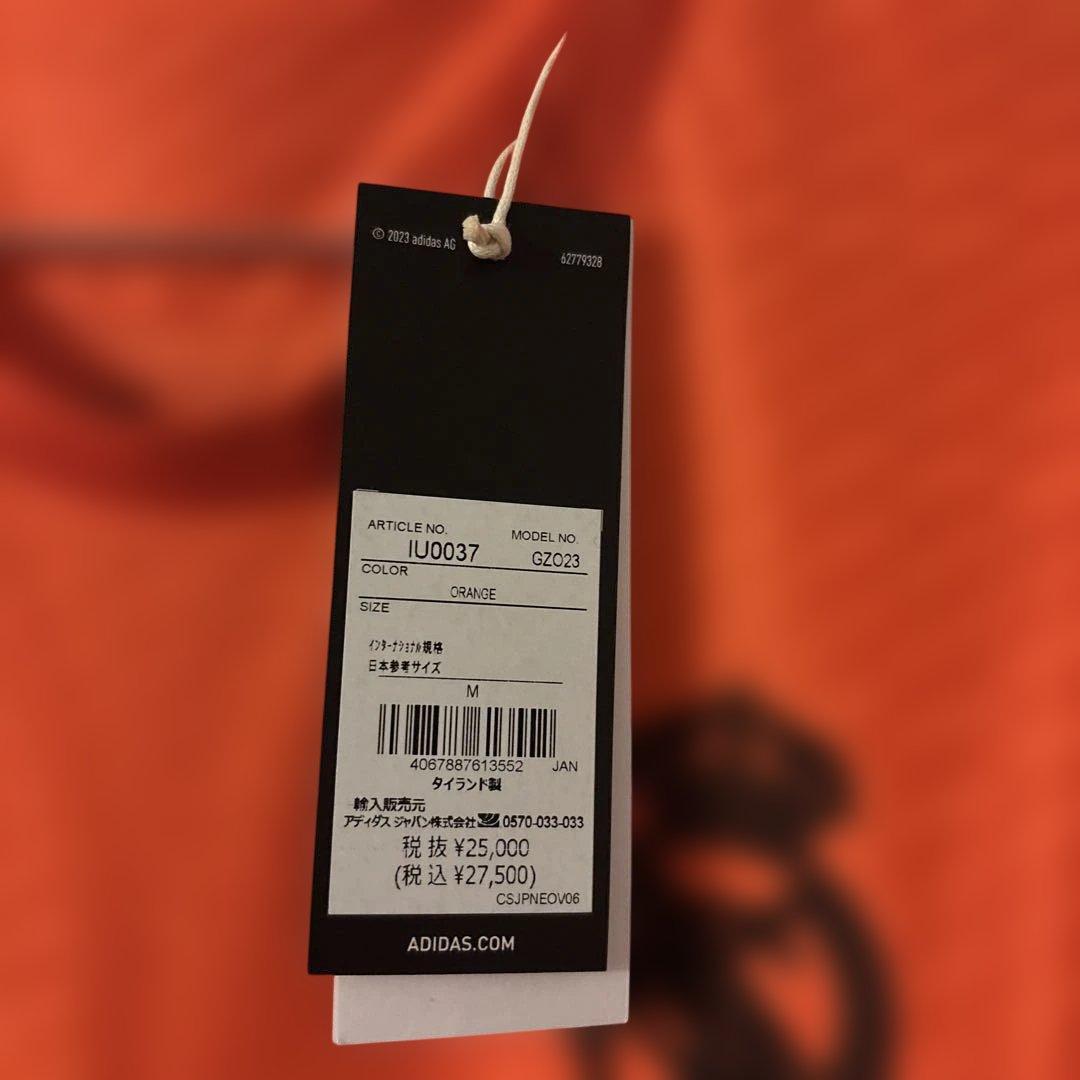 © 2023 adidas AG
62779328
ARTICLE NO. MODEL NO.
IU0037 GZO23
COLOR
ORANGE
SIZE
インターナショナル規格
日本参考サイズ
M
4067887613552 JAN
タイランド製
輸入販売元
アディダス ジャパン株式会社 0570-033-033
税抜 ¥25,000
(税込 ¥27,500)
CSJPNEOV06
ADIDAS.COM